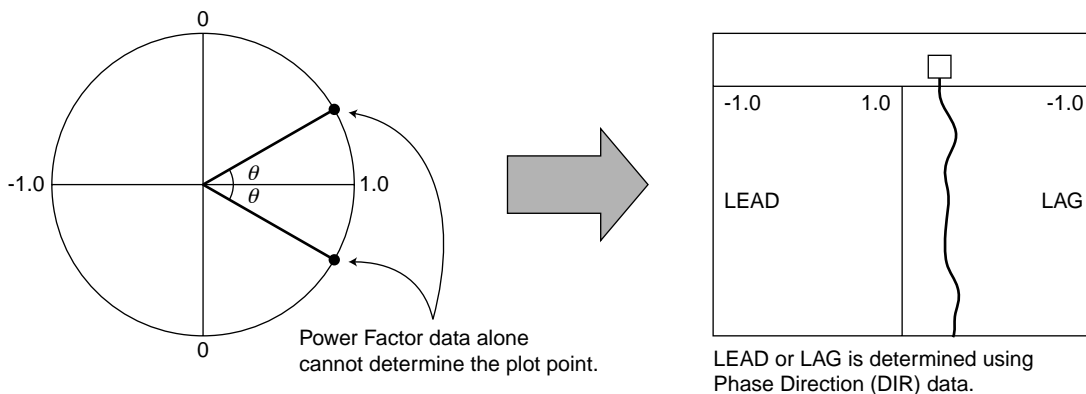 0
θ
-1.0
1.0
θ
0
Power Factor data alone
cannot determine the plot point.
-1.0
1.0
-1.0
LEAD
LAG
LEAD or LAG is determined using
Phase Direction (DIR) data.